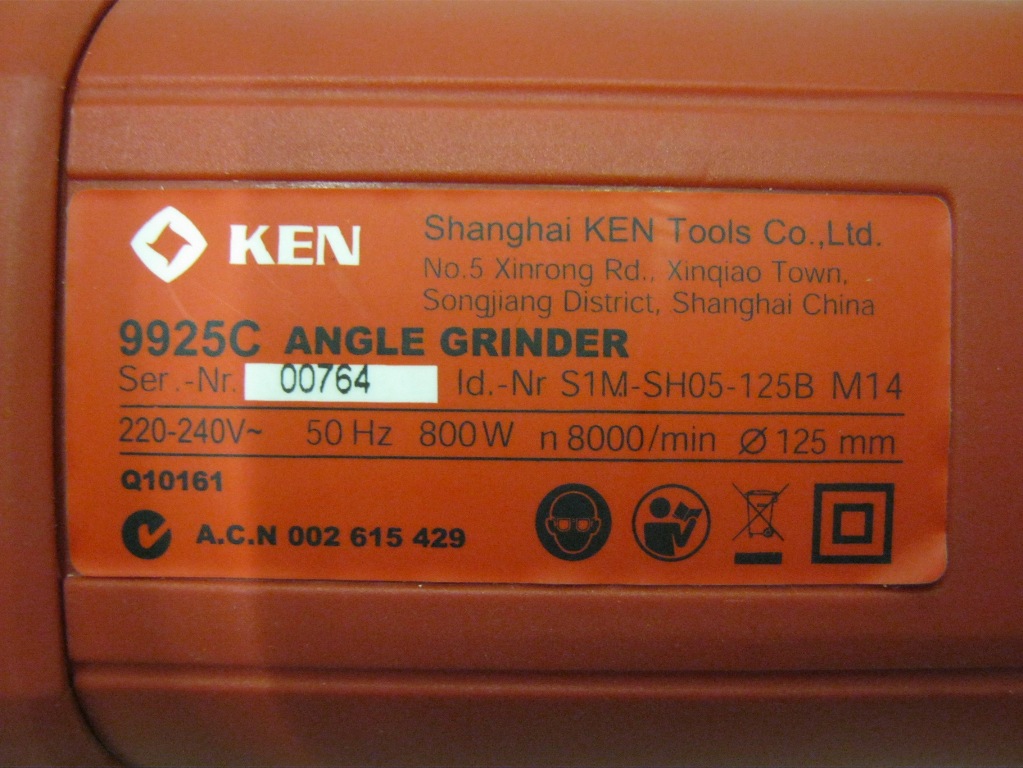 KEN
Shanghai KEN Tools Co.,Ltd.
No.5 Xinrong Rd., Xinqiao Town,
Songjiang District, Shanghai China
9925C ANGLE GRINDER
Ser.-Nr. 00764 Id.-Nr S1M-SH05-125B M14
220-240V~ 50 Hz 800W n 8000/min Ø 125 mm
Q10161
A.C.N 002 615 429